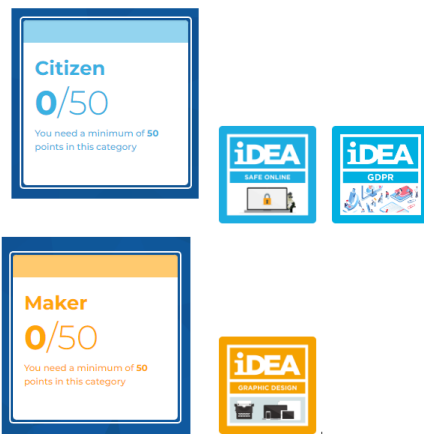 Citizen
0/50
You need a minimum of 50
points in this category
iDEA
SAFE ONLINE
iDEA
GDPR
Maker
0/50
You need a minimum of 50
points in this category
iDEA
GRAPHIC DESIGN
.